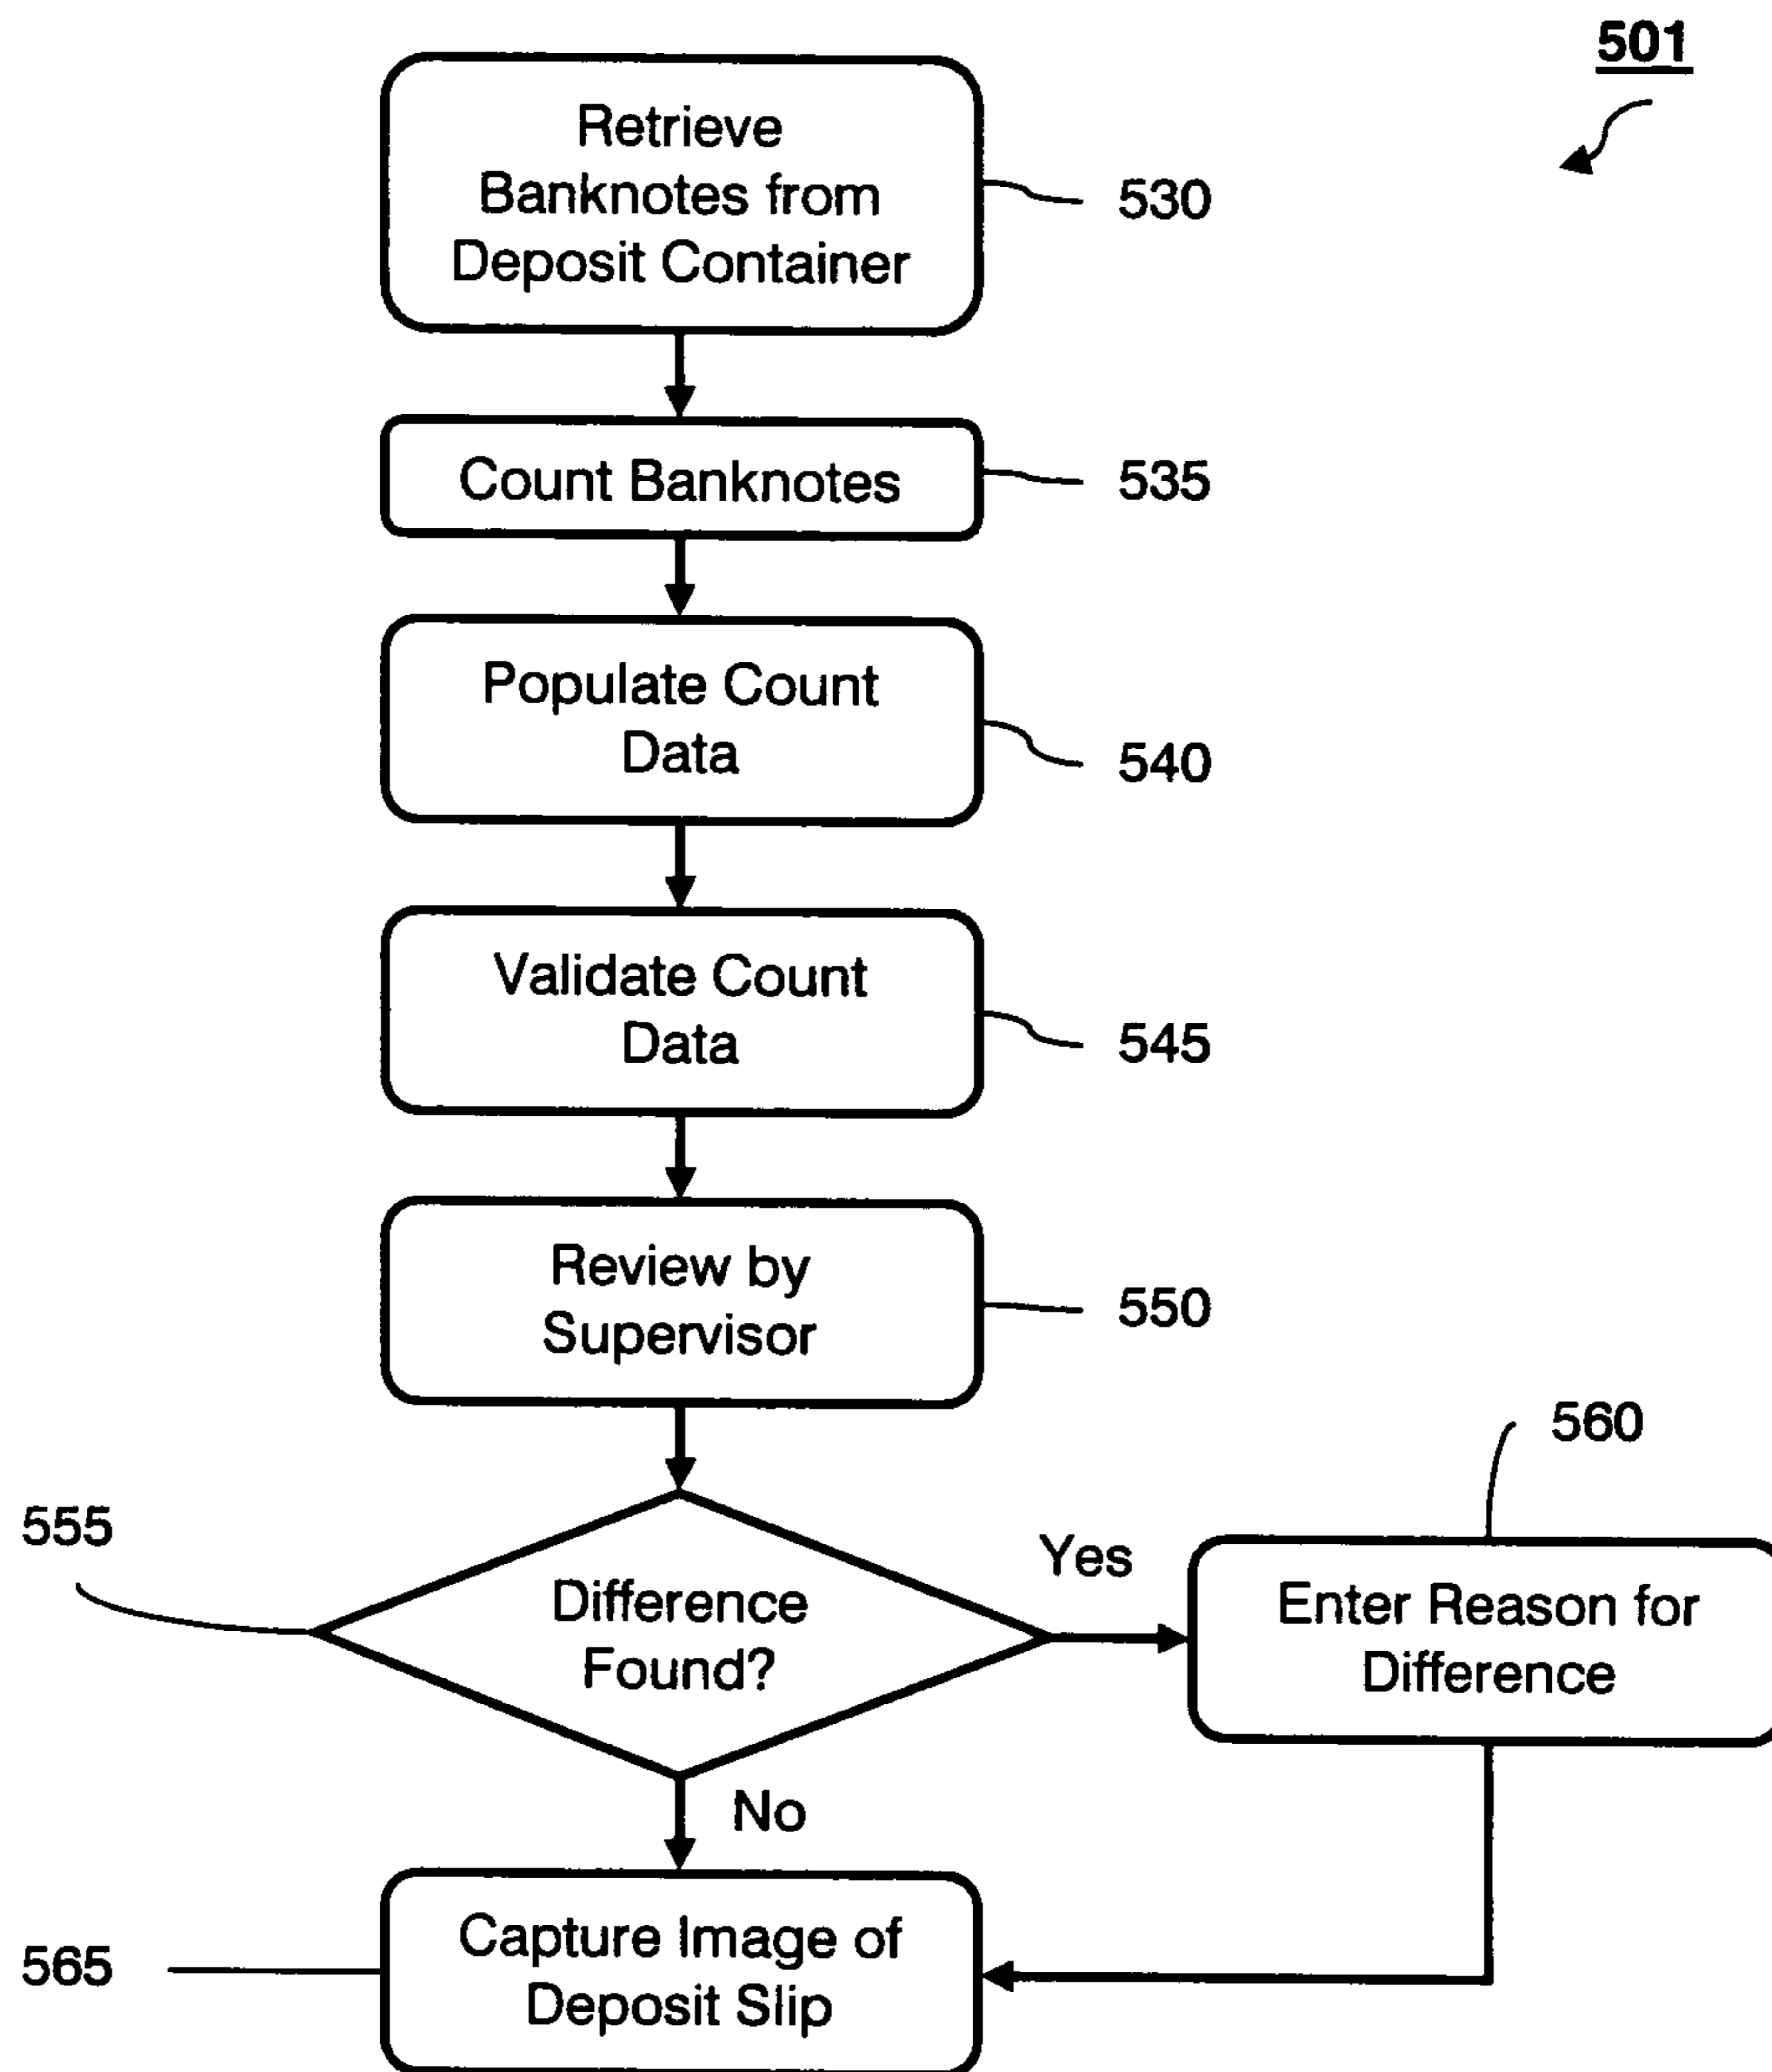 501
Retrieve
Banknotes from
Deposit Container
530
Count Banknotes
535
Populate Count
Data
540
Validate Count
Data
545
Review by
Supervisor
550
555
Difference
Found?
Yes
560
Enter Reason for
Difference
No
565
Capture Image of
Deposit Slip